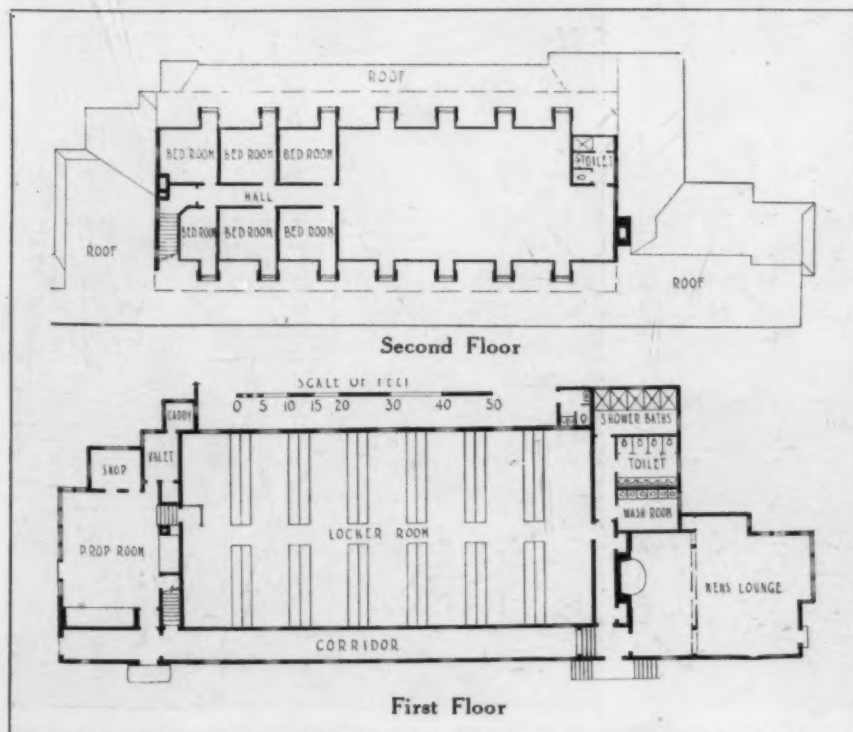 ROOF
BED ROOM BED ROOM BED ROOM
TOILET
HALL
BED ROOM BED ROOM BED ROOM
ROOF
ROOF
Second Floor
SCALE OF FEET
0 5 10 20 30 40 50
CADDY
SHOWER BATHS
VALET
SHOP
TOILET
WASH ROOM
LOCKER ROOM
PROP ROOM
MENS LOUNGE
CORRIDOR
First Floor